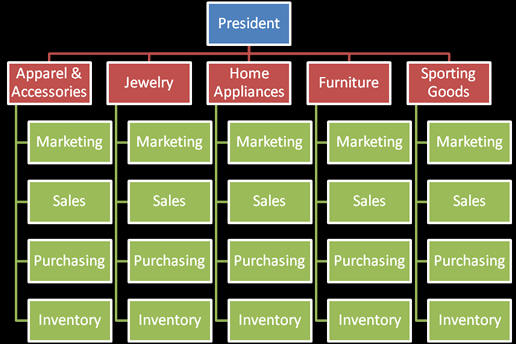 President
Apparel &
Accessories
Jewelry
Home
Appliances
Furniture
Sporting
Goods
Marketing
Marketing
Marketing
Marketing
Marketing
Sales
Sales
Sales
Sales
Sales
Purchasing
Purchasing
Purchasing
Purchasing
Purchasing
Inventory
Inventory
Inventory
Inventory
Inventory